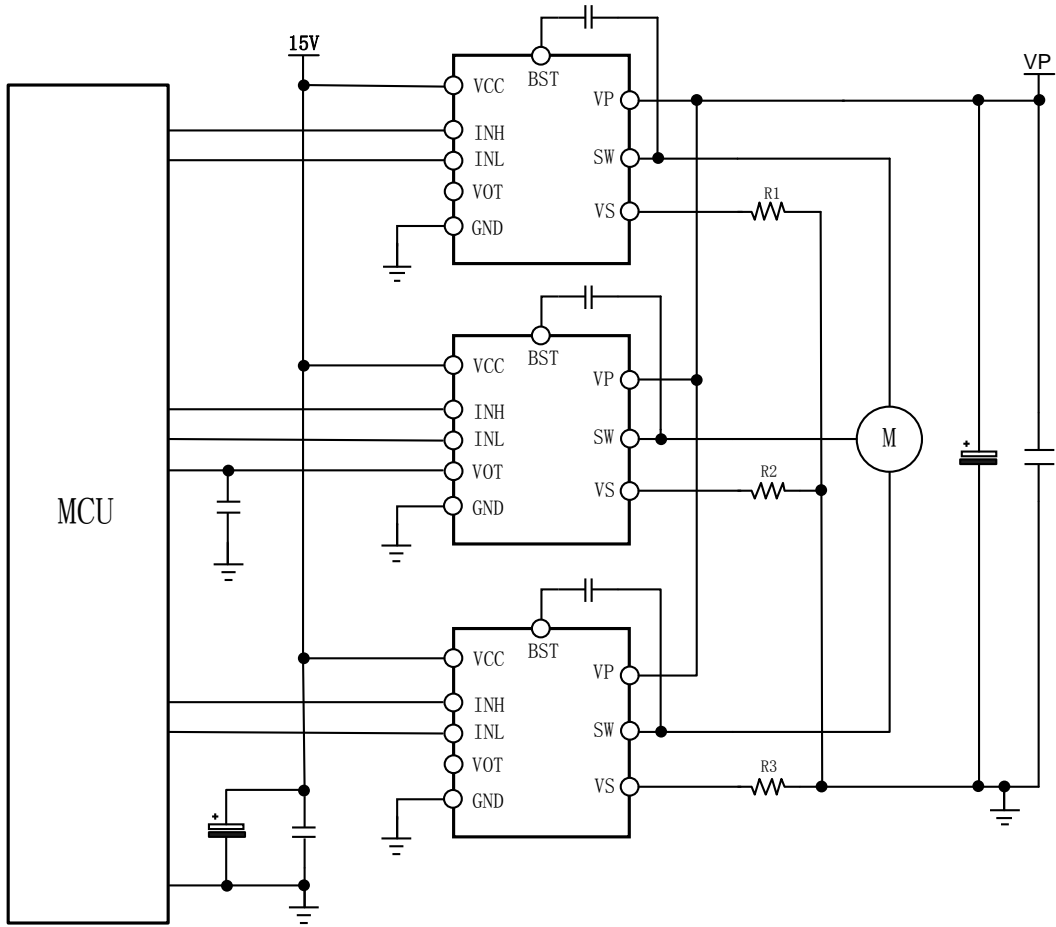 15V
VP
BST
VCC
VP
INH
INL
SW
VOT
R1
VS
GND
BST
VCC
VP
INH
INL
SW
M
VOT
R2
VS
GND
MCU
BST
VCC
VP
INH
INL
SW
VOT
R3
VS
GND
+
+